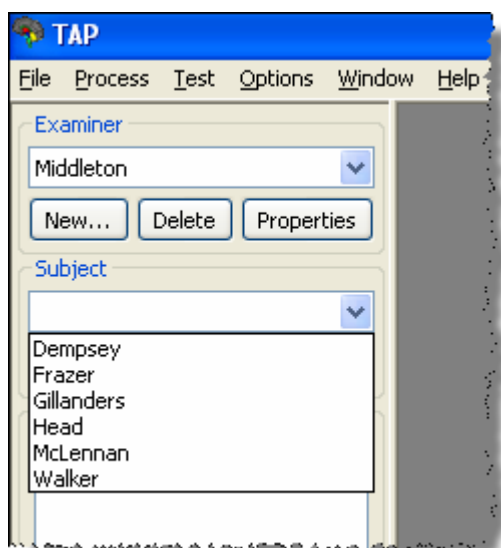 TAP
File Process Test Options Window Help
Examiner
Middleton
New... Delete Properties
Subject
Dempsey
Frazer
Gillanders
Head
McLennan
Walker